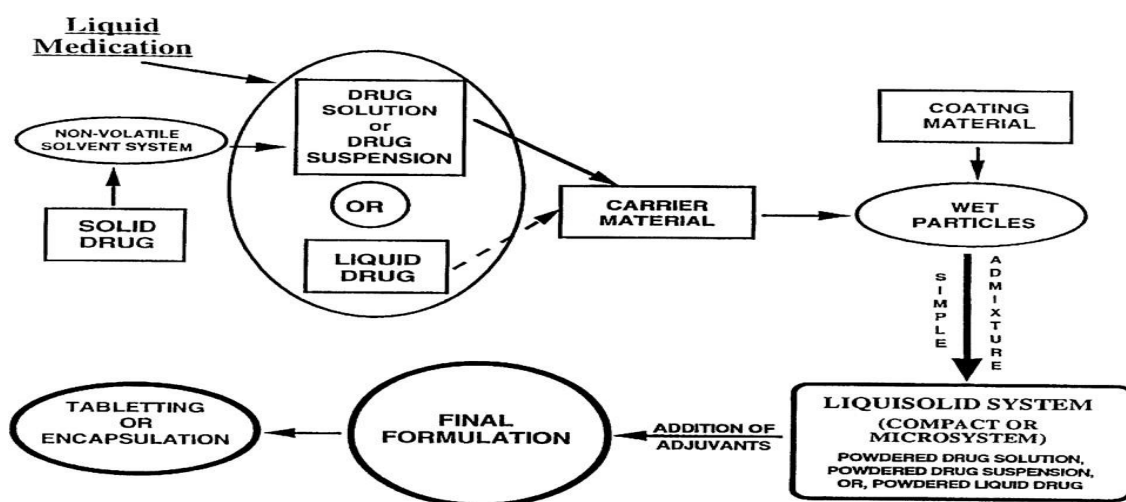 Liquid
Medication
NON-VOLATILE
SOLVENT SYSTEM
SOLID
DRUG
DRUG
SOLUTION
or
DRUG
SUSPENSION
OR
LIQUID
DRUG
CARRIER
MATERIAL
COATING
MATERIAL
WET
PARTICLES
SIMPLE
ADMIXTURE
LIQUISOLID SYSTEM
(COMPACT OR
MICROSYSTEM)
POWDERED DRUG SOLUTION,
POWDERED DRUG SUSPENSION,
OR, POWDERED LIQUID DRUG
ADDITION OF
ADJUVANTS
FINAL
FORMULATION
TABLETTING
OR
ENCAPSULATION